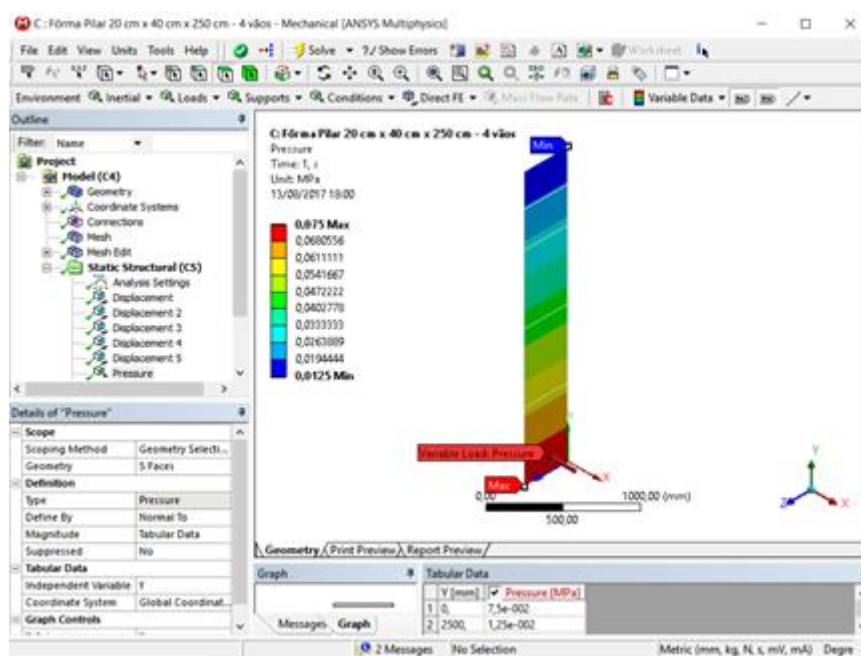 C : Fôrma Pilar 20 cm x 40 cm x 250 cm - 4 vãos - Mechanical [ANSYS Multiphysics]
File Edit View Units Tools Help Solve ?/ Show Errors Worksheet
Environment Inertial Loads Supports Conditions Direct FE Mass Flow Rate Variable Data
Outline
Filter: Name
Project
Model (C4)
Geometry
Coordinate Systems
Connections
Mesh
Mesh Edit
Static Structural (C5)
Analysis Settings
Displacement
Displacement 2
Displacement 3
Displacement 4
Displacement 5
Pressure
C: Fôrma Pilar 20 cm x 40 cm x 250 cm - 4 vãos
Pressure
Time: 1, s
Unit: MPa
13/08/2017 18:00
0,075 Max
0,0680556
0,0611111
0,0541667
0,0472222
0,0402778
0,0333333
0,0263889
0,0194444
0,0125 Min
Min
Variable Load: Pressure
Max
X
0,00
500,00
1000,00 (mm)
Y
Z
X
Geometry Print Preview Report Preview
Details of "Pressure"
Scope
Scoping Method Geometry Selecti...
Geometry 5 Faces
Definition
Type Pressure
Define By Normal To
Magnitude Tabular Data
Suppressed No
Tabular Data
Independent Variable Y
Coordinate System Global Coordinat...
Graph Controls
Graph
Messages Graph
Tabular Data
Y [mm] Pressure [MPa]
1 0, 7,5e-002
2 2500, 1,25e-002
2 Messages No Selection Metric (mm, kg, N, s, mV, mA) Degre